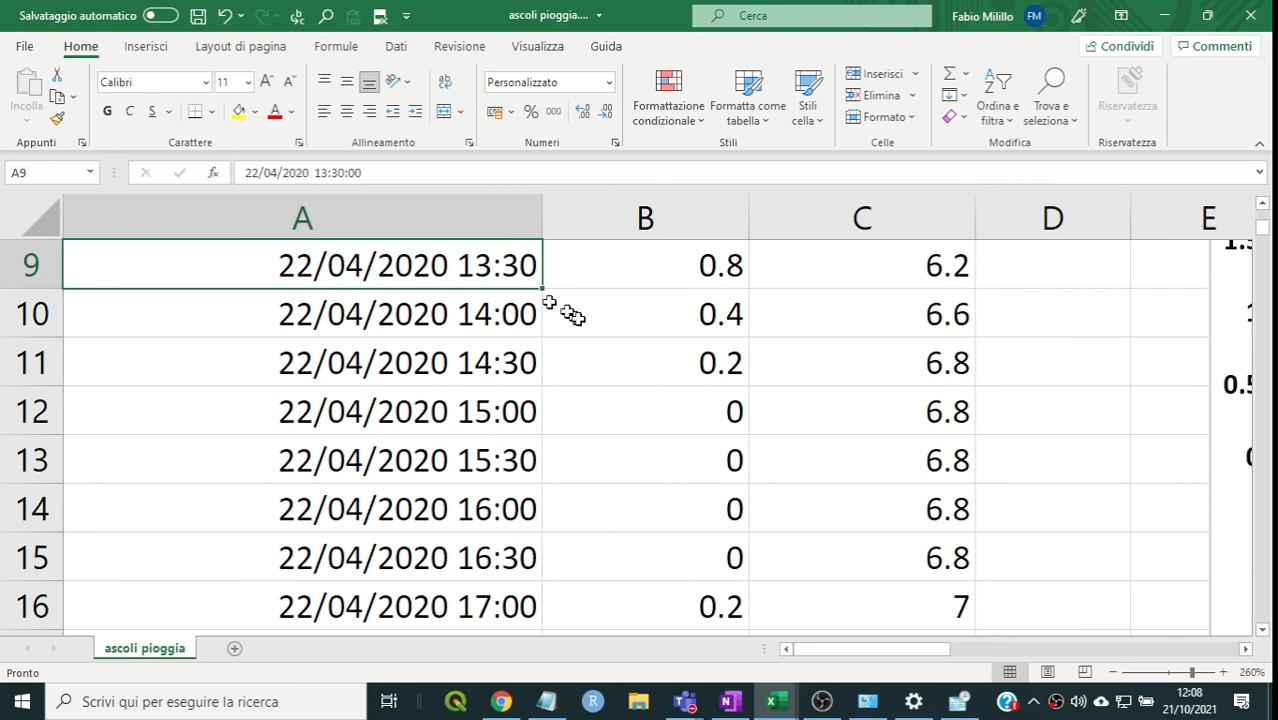 Salvataggio automatico
ascoli pioggia....
Cerca
Fabio Milillo FM
File Home Inserisci Layout di pagina Formule Dati Revisione Visualizza Guida Condividi Commenti
Incolla
Calibri 11
G C S
Personalizzato
% 000
Formattazione condizionale
Formatta come tabella
Stili cella
Inserisci
Elimina
Formato
Ordina e filtra
Trova e seleziona
Riservatezza
Appunti Carattere Allineamento Numeri Stili Celle Modifica Riservatezza
A9 fx 22/04/2020 13:30:00
A B C D E
9 22/04/2020 13:30 0.8 6.2
10 22/04/2020 14:00 0.4 6.6
11 22/04/2020 14:30 0.2 6.8
12 22/04/2020 15:00 0 6.8
13 22/04/2020 15:30 0 6.8
14 22/04/2020 16:00 0 6.8
15 22/04/2020 16:30 0 6.8
16 22/04/2020 17:00 0.2 7
ascoli pioggia
Pronto 260%
Scrivi qui per eseguire la ricerca
12:08
21/10/2021